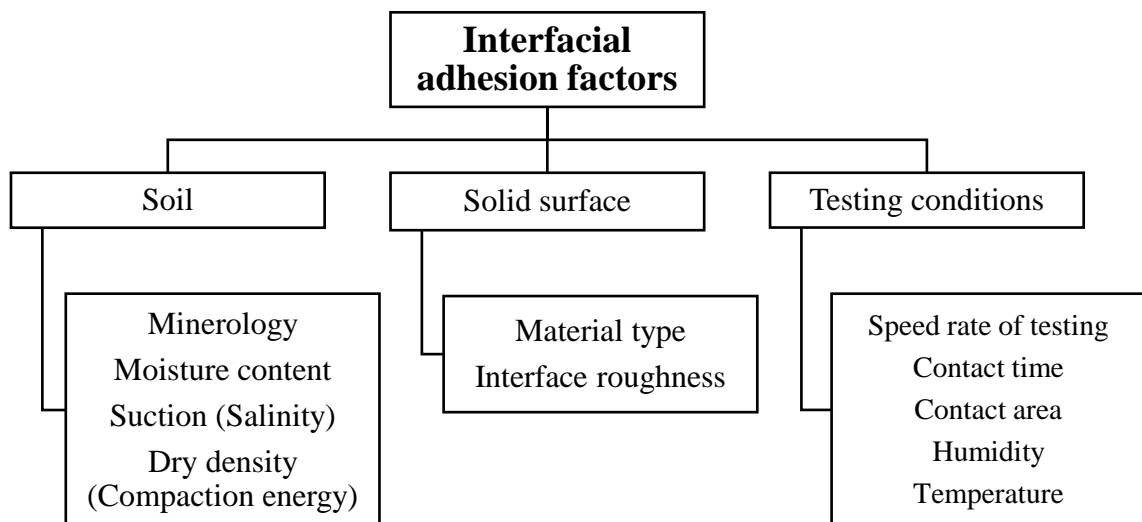 Interfacial
adhesion factors
Soil
Solid surface
Testing conditions
Minerology
Moisture content
Suction (Salinity)
Dry density
(Compaction energy)
Material type
Interface roughness
Speed rate of testing
Contact time
Contact area
Humidity
Temperature